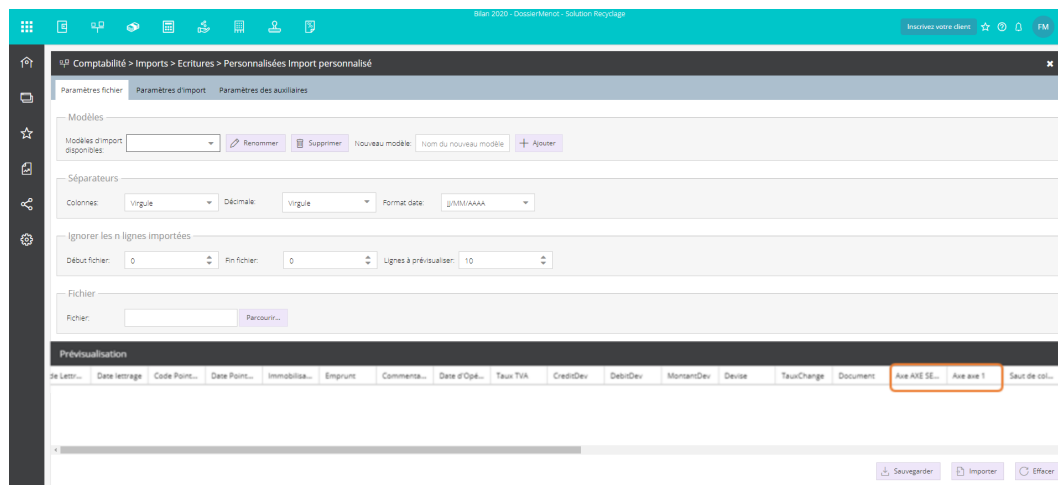 Bilan 2020 - DossierMenot - Solution Recyclage
Inscrivez votre client
FM
Comptabilité > Imports > Ecritures > Personnalisées Import personnalisé
Paramètres fichier Paramètres d'import Paramètres des auxiliaires
Modèles
Modèles d'import disponibles: Renommer Supprimer Nouveau modèle: Nom du nouveau modèle Ajouter
Séparateurs
Colonnes: Virgule Décimale: Virgule Format date: JJ/MM/AAAA
Ignorer les n lignes importées
Début fichier: 0 Fin fichier: 0 Lignes à prévisualiser: 10
Fichier
Fichier: Parcourir...
Prévisualisation
de Lettr... Date lettrage Code Point... Date Point... Immobilisa... Emprunt Commenta... Date d'Opé... Taux TVA CreditDev DebitDev MontantDev Devise TauxChange Document Axe AXE SE... Axe axe 1 Saut de col...
Sauvegarder Importer Effacer